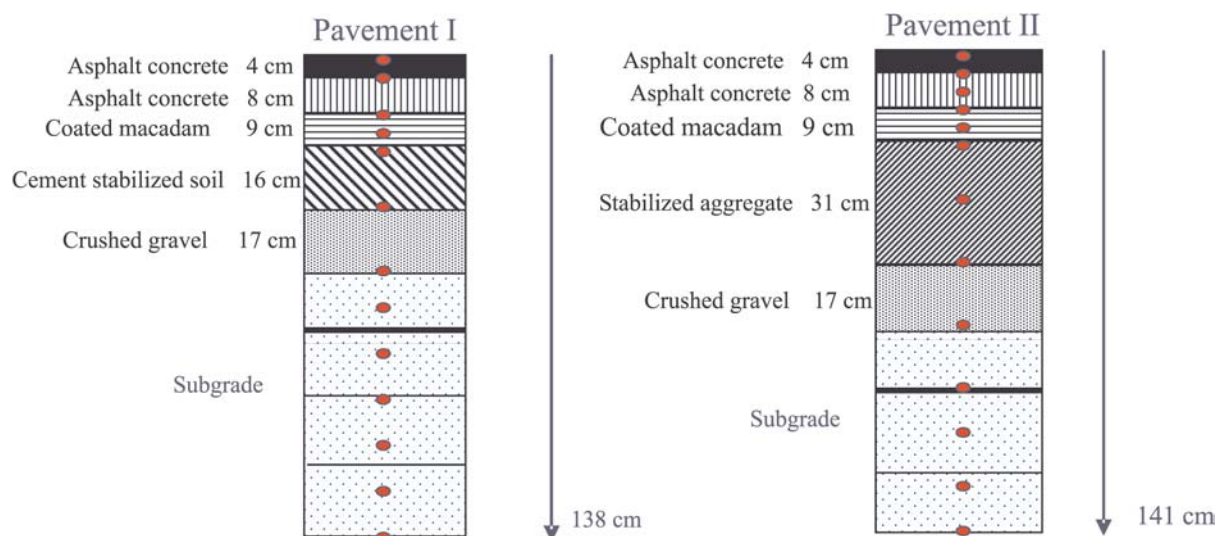 Pavement I
Asphalt concrete 4 cm
Asphalt concrete 8 cm
Coated macadam 9 cm
Cement stabilized soil 16 cm
Crushed gravel 17 cm
Subgrade
138 cm
Pavement II
Asphalt concrete 4 cm
Asphalt concrete 8 cm
Coated macadam 9 cm
Stabilized aggregate 31 cm
Crushed gravel 17 cm
Subgrade
141 cm